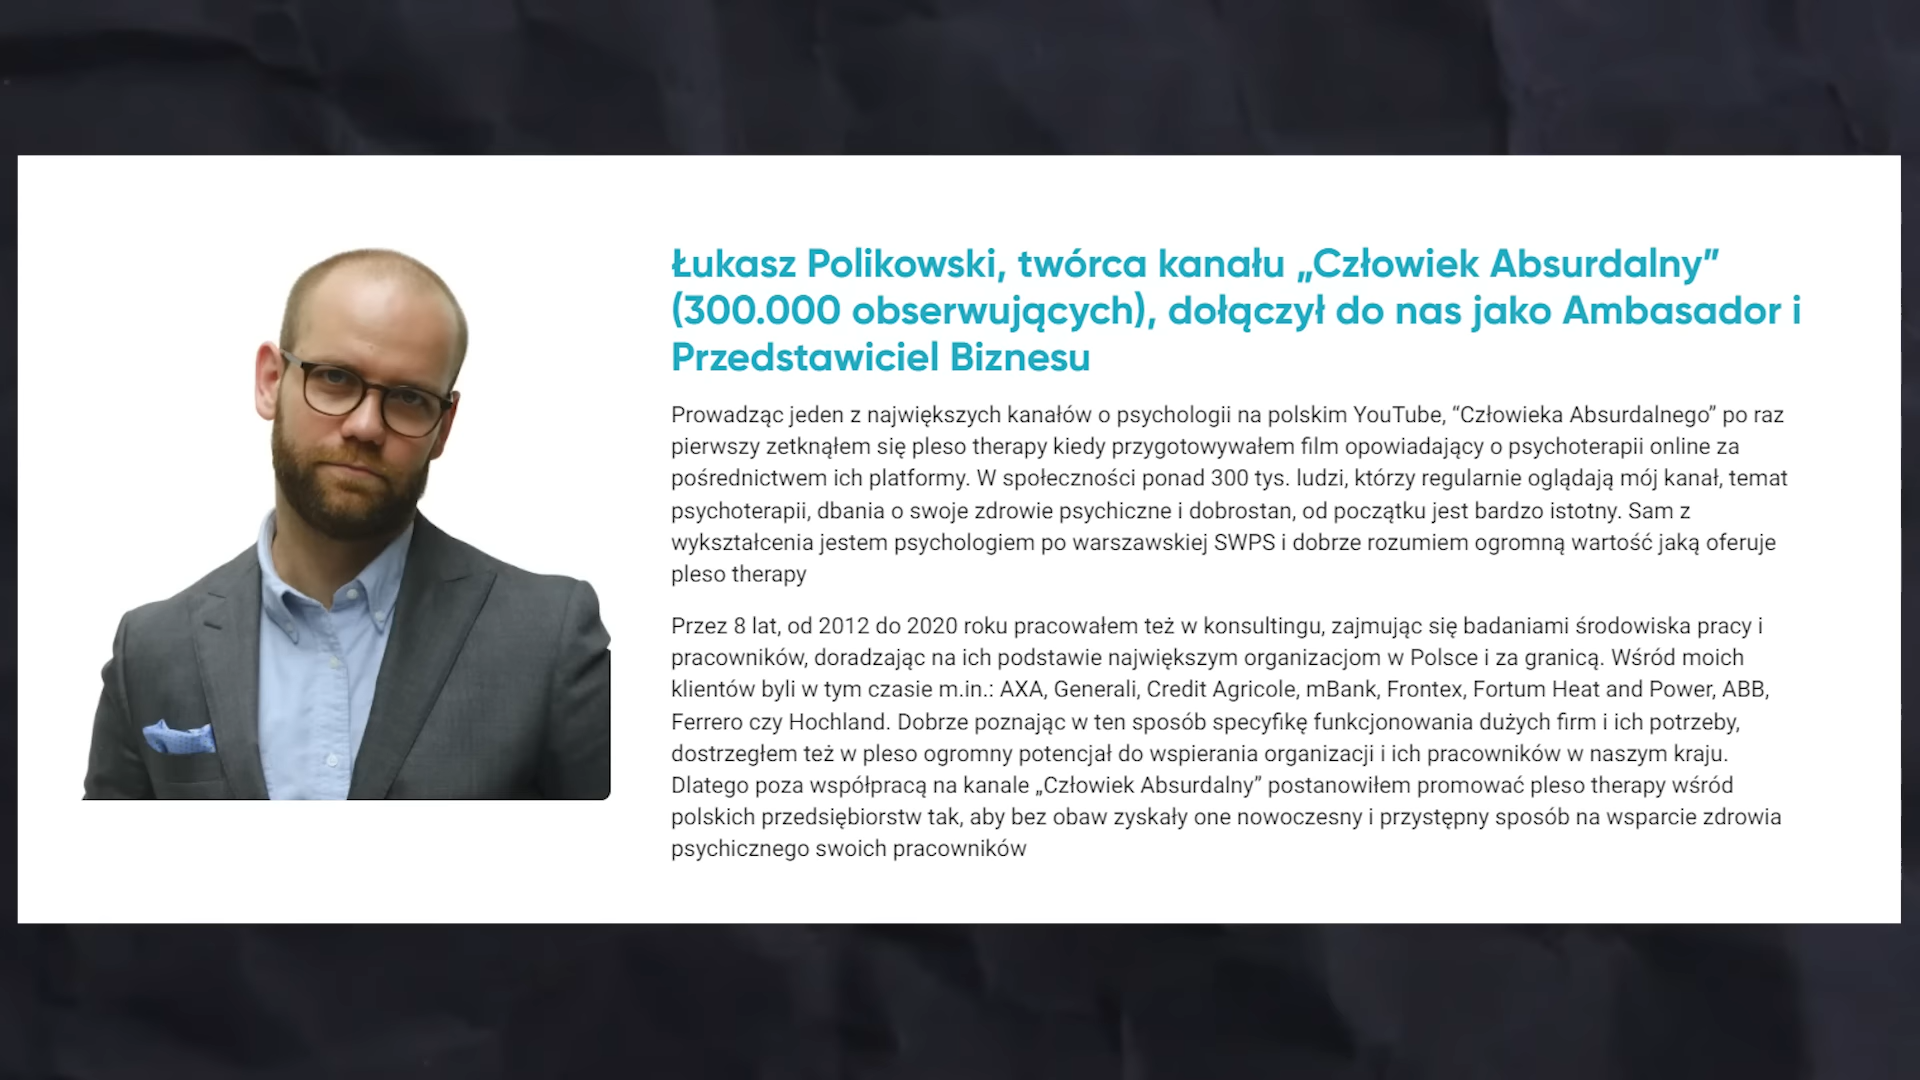 Łukasz Polikowski, twórca kanału „Człowiek Absurdalny”
(300.000 obserwujących), dołączył do nas jako Ambasador i
Przedstawiciel Biznesu
Prowadząc jeden z największych kanałów o psychologii na polskim YouTube, “Człowieka Absurdalnego” po raz
pierwszy zetknąłem się pleso therapy kiedy przygotowywałem film opowiadający o psychoterapii online za
pośrednictwem ich platformy. W społeczności ponad 300 tys. ludzi, którzy regularnie oglądają mój kanał, temat
psychoterapii, dbania o swoje zdrowie psychiczne i dobrostan, od początku jest bardzo istotny. Sam z
wykształcenia jestem psychologiem po warszawskiej SWPS i dobrze rozumiem ogromną wartość jaką oferuje
pleso therapy
Przez 8 lat, od 2012 do 2020 roku pracowałem też w konsultingu, zajmując się badaniami środowiska pracy i
pracowników, doradzając na ich podstawie największym organizacjom w Polsce i za granicą. Wśród moich
klientów byli w tym czasie m.in.: AXA, Generali, Credit Agricole, mBank, Frontex, Fortum Heat and Power, ABB,
Ferrero czy Hochland. Dobrze poznając w ten sposób specyfikę funkcjonowania dużych firm i ich potrzeby,
dostrzegłem też w pleso ogromny potencjał do wspierania organizacji i ich pracowników w naszym kraju.
Dlatego poza współpracą na kanale „Człowiek Absurdalny” postanowiłem promować pleso therapy wśród
polskich przedsiębiorstw tak, aby bez obaw zyskały one nowoczesny i przystępny sposób na wsparcie zdrowia
psychicznego swoich pracowników